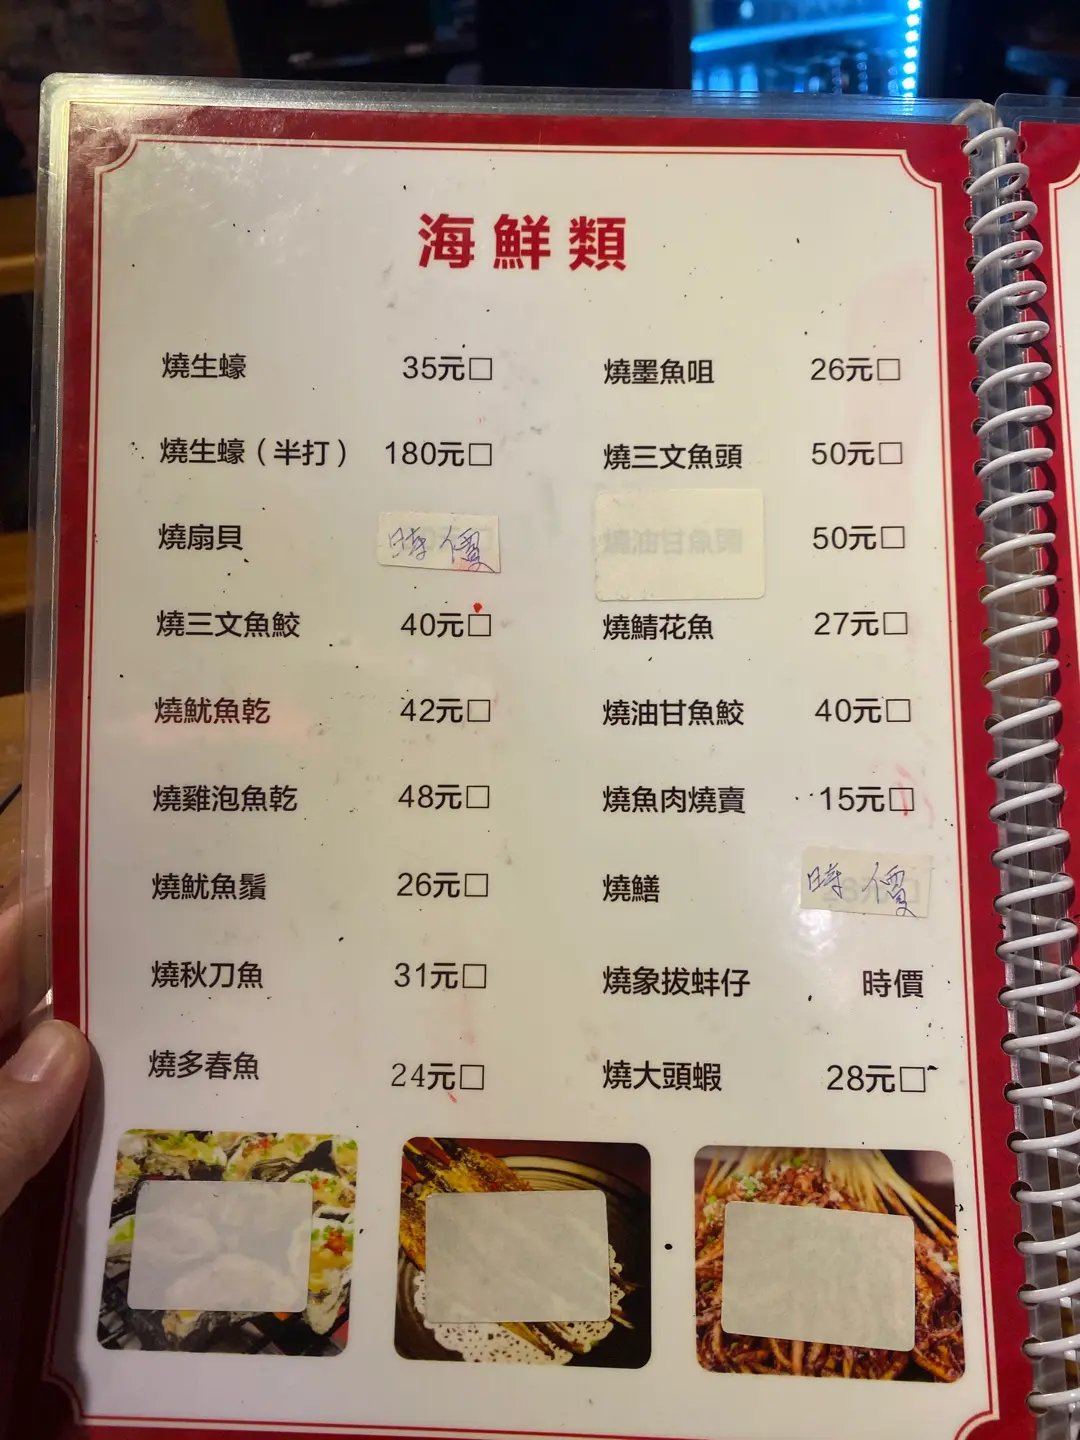 海鮮類
燒生蠔 35元□
燒生蠔（半打） 180元□
燒扇貝 時價
燒三文魚鮫 40元□
燒魷魚乾 42元□
燒雞泡魚乾 48元□
燒魷魚鬚 26元□
燒秋刀魚 31元□
燒多春魚 24元□
燒墨魚咀 26元□
燒三文魚頭 50元□
燒油甘魚頭 50元□
燒鯖花魚 27元□
燒油甘魚鮫 40元□
燒魚肉燒賣 15元□
燒鱔 時價
燒象拔蚌仔 時價
燒大頭蝦 28元□